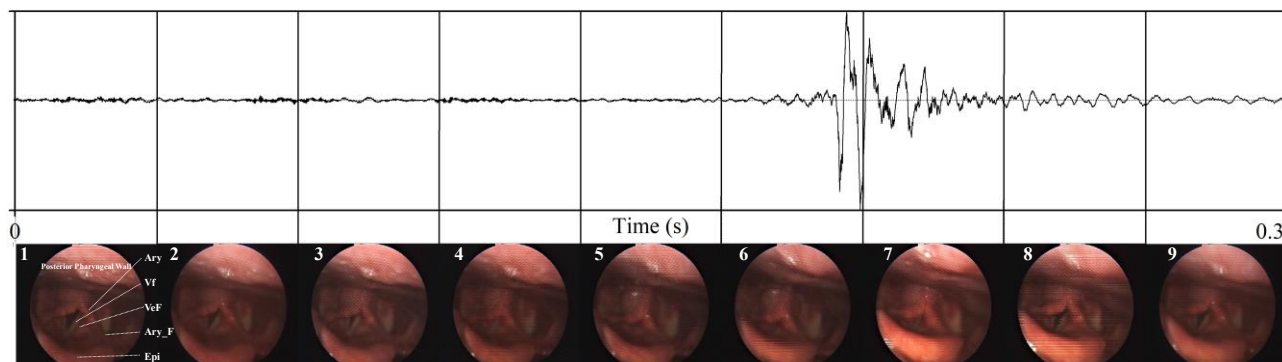 0 Time (s) 0.3
1 2 3 4 5 6 7 8 9
Posterior Pharyngeal Wall
Ary
Vf
VeF
Ary_F
Epi